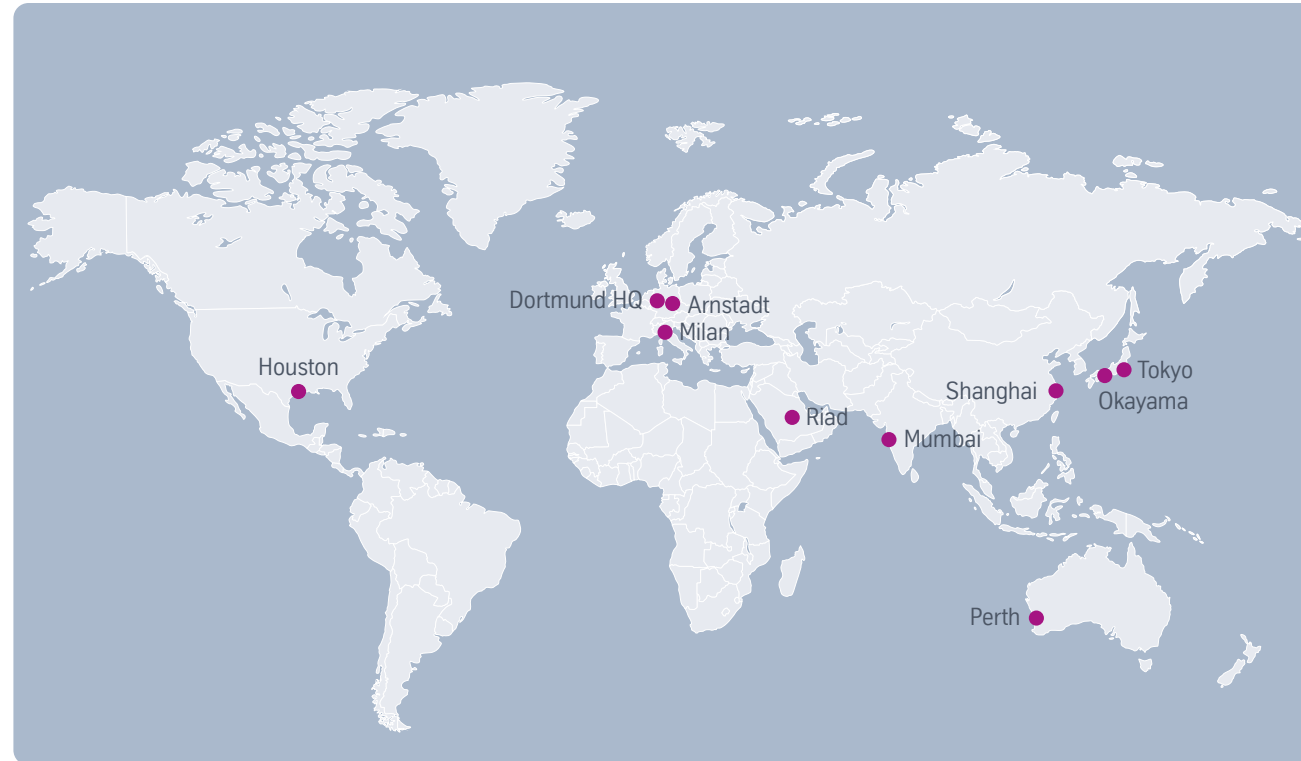 Dortmund HQ
Arnstadt
Milan
Houston
Tokyo
Shanghai
Okayama
Riad
Mumbai
Perth